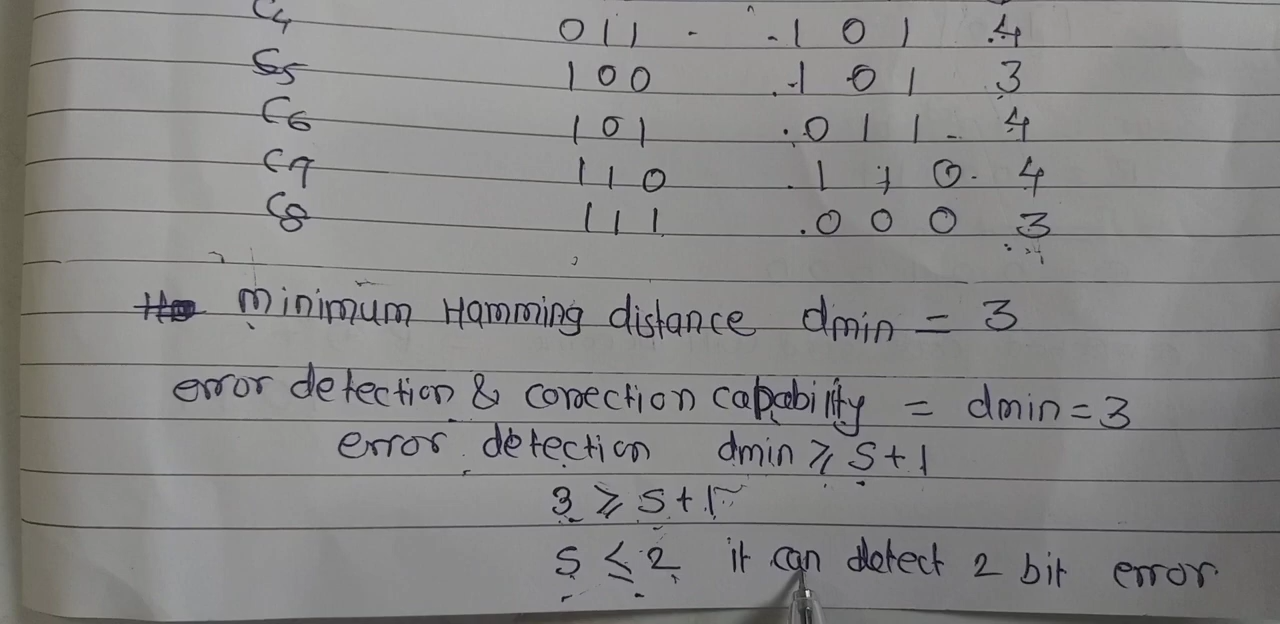 C4 011 101 4
C5 100 101 3
C6 101 011 4
C7 110 110 4
C8 111 000 3
minimum Hamming distance dmin = 3
error detection & correction capability = dmin = 3
error detection dmin ⩾ S+1
3 ⩾ S+1
S ≤ 2 it can detect 2 bit error